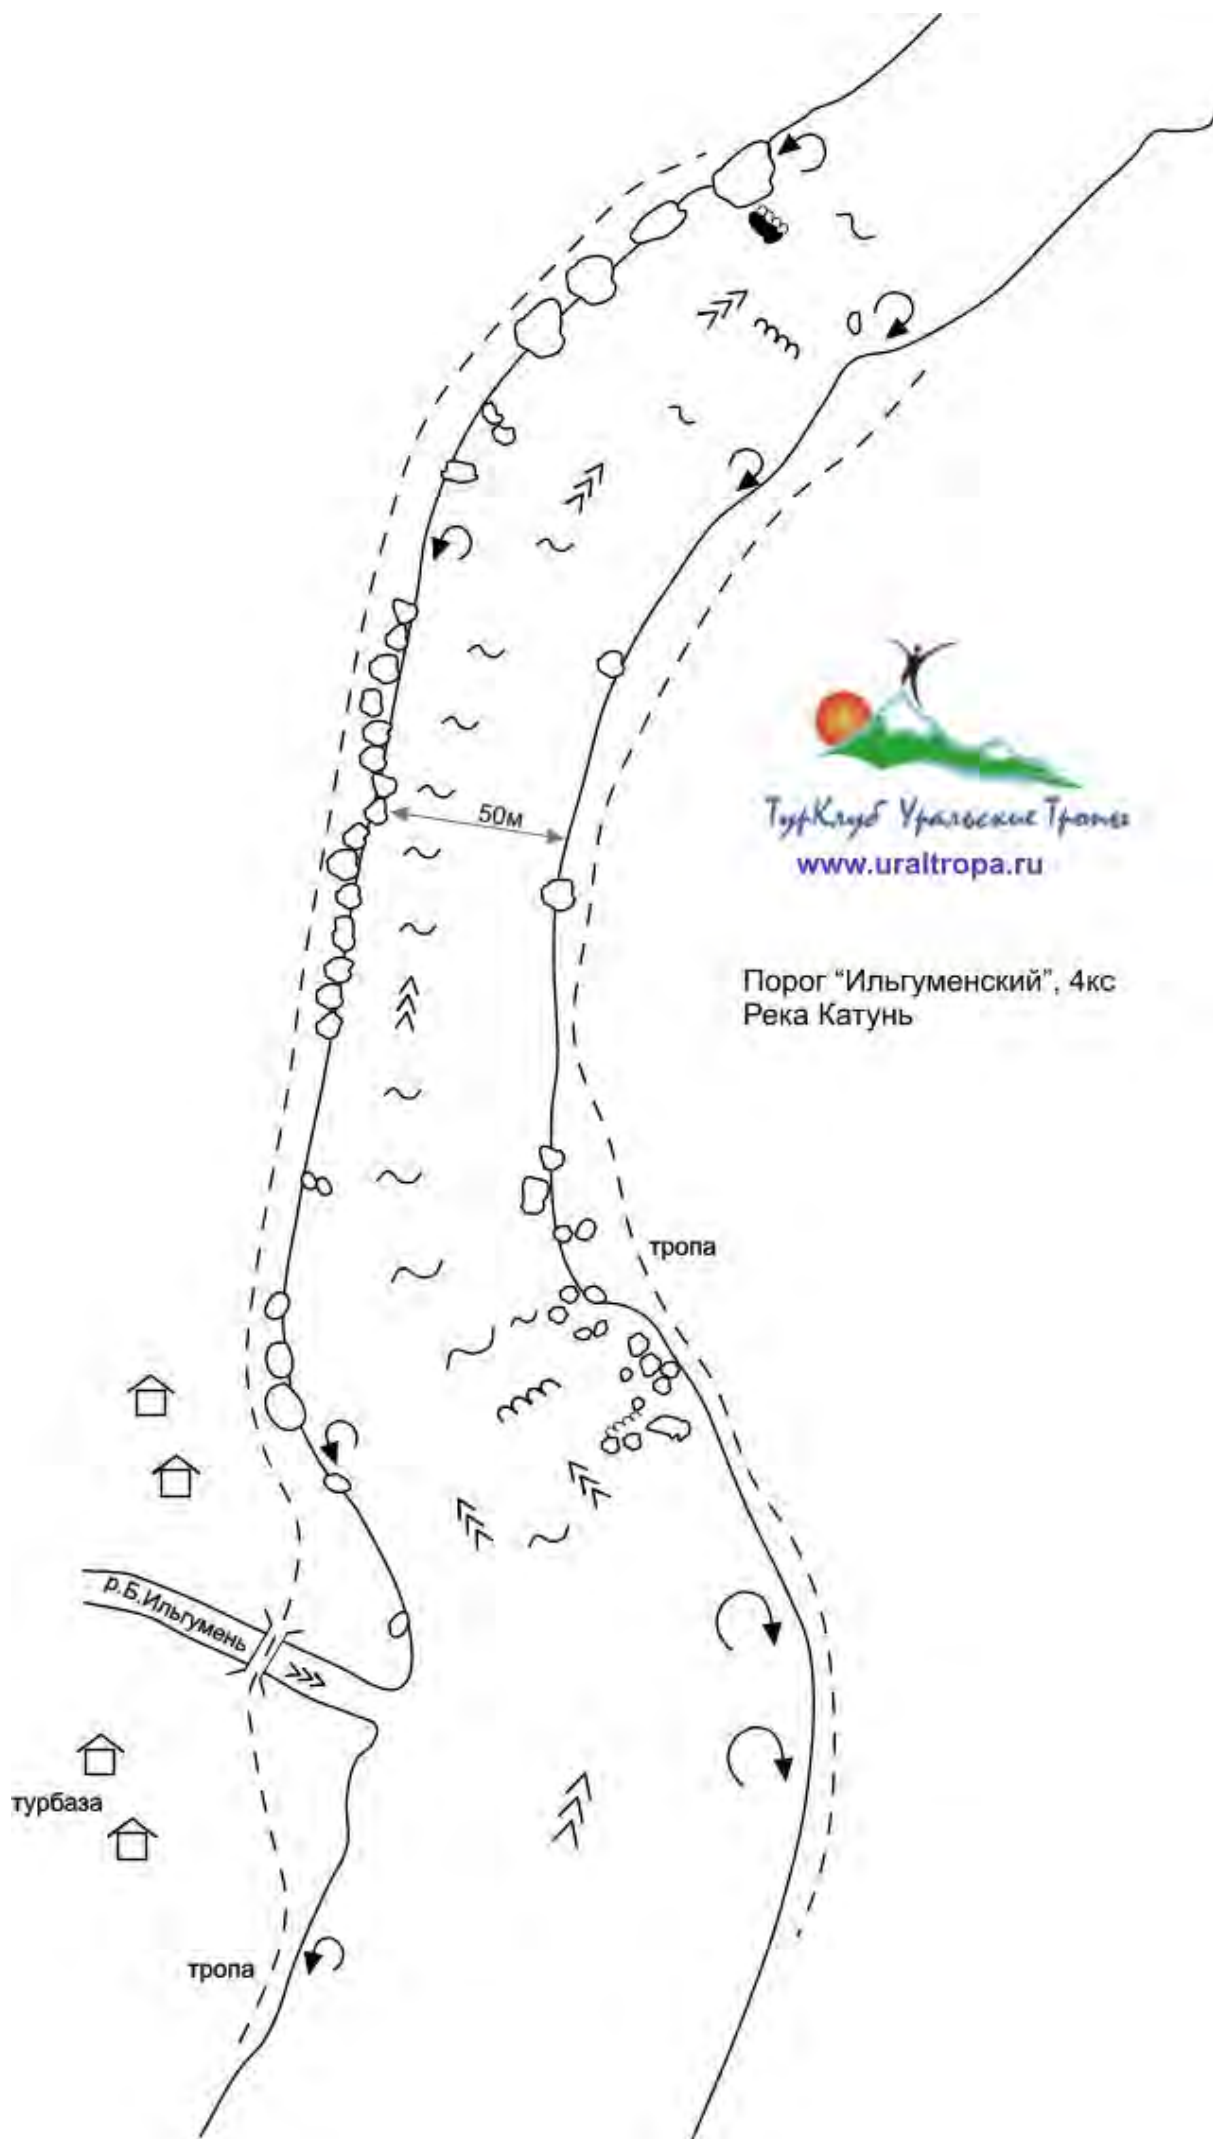 50м
ТурКлуб Уральские Тропы
www.uraltropa.ru
Порог “Ильгуменский”, 4кс
Река Катунь
тропа
р.Б.Ильгумень
турбаза
тропа